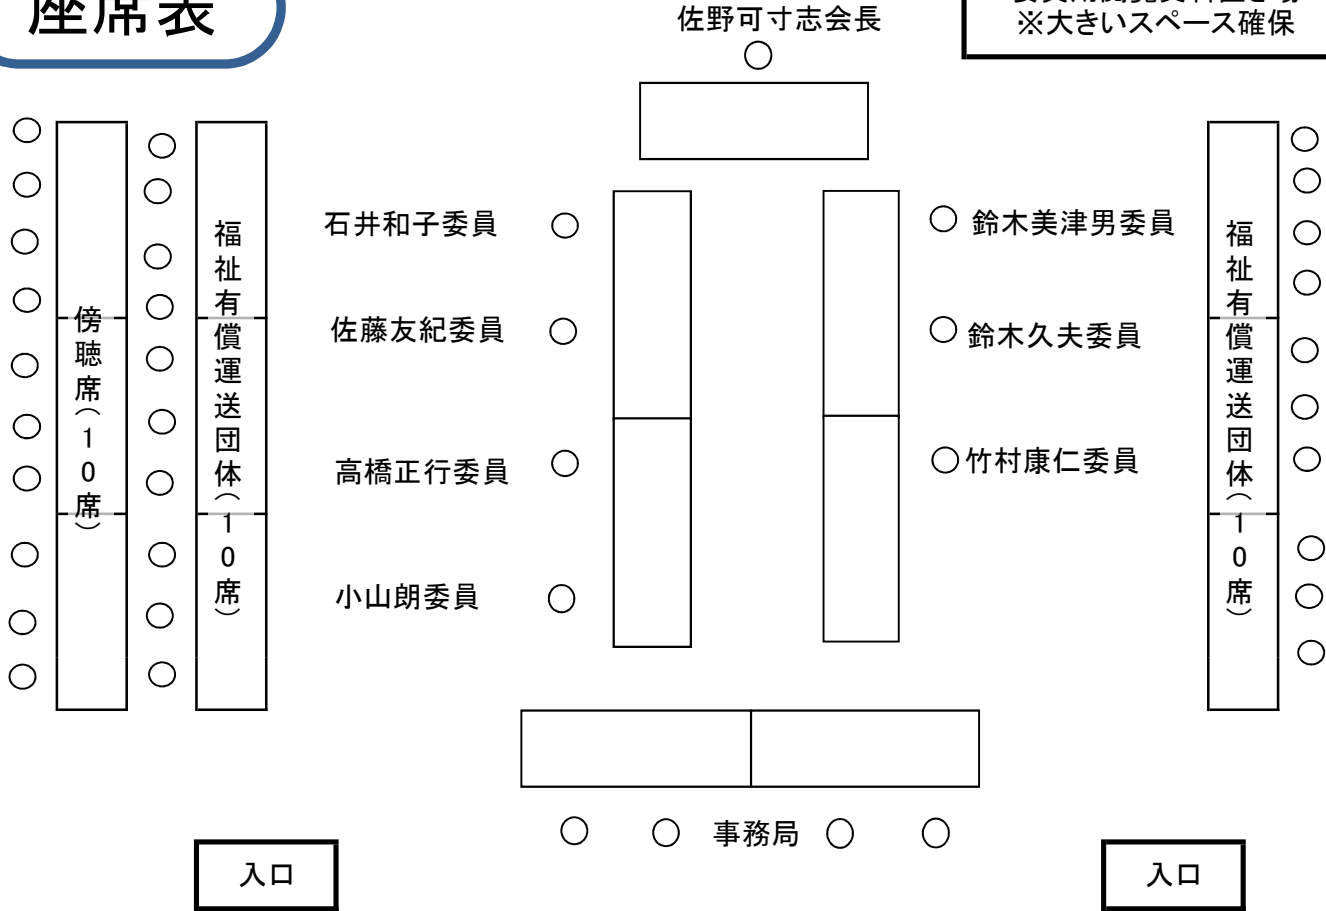 座席表
佐野可寸志会長
※大きいスペース確保
石井和子委員
鈴木美津男委員
佐藤友紀委員
鈴木久夫委員
高橋正行委員
竹村康仁委員
小山朗委員
傍聴席(10席)
福祉有償運送団体(10席)
福祉有償運送団体(10席)
事務局
入口
入口